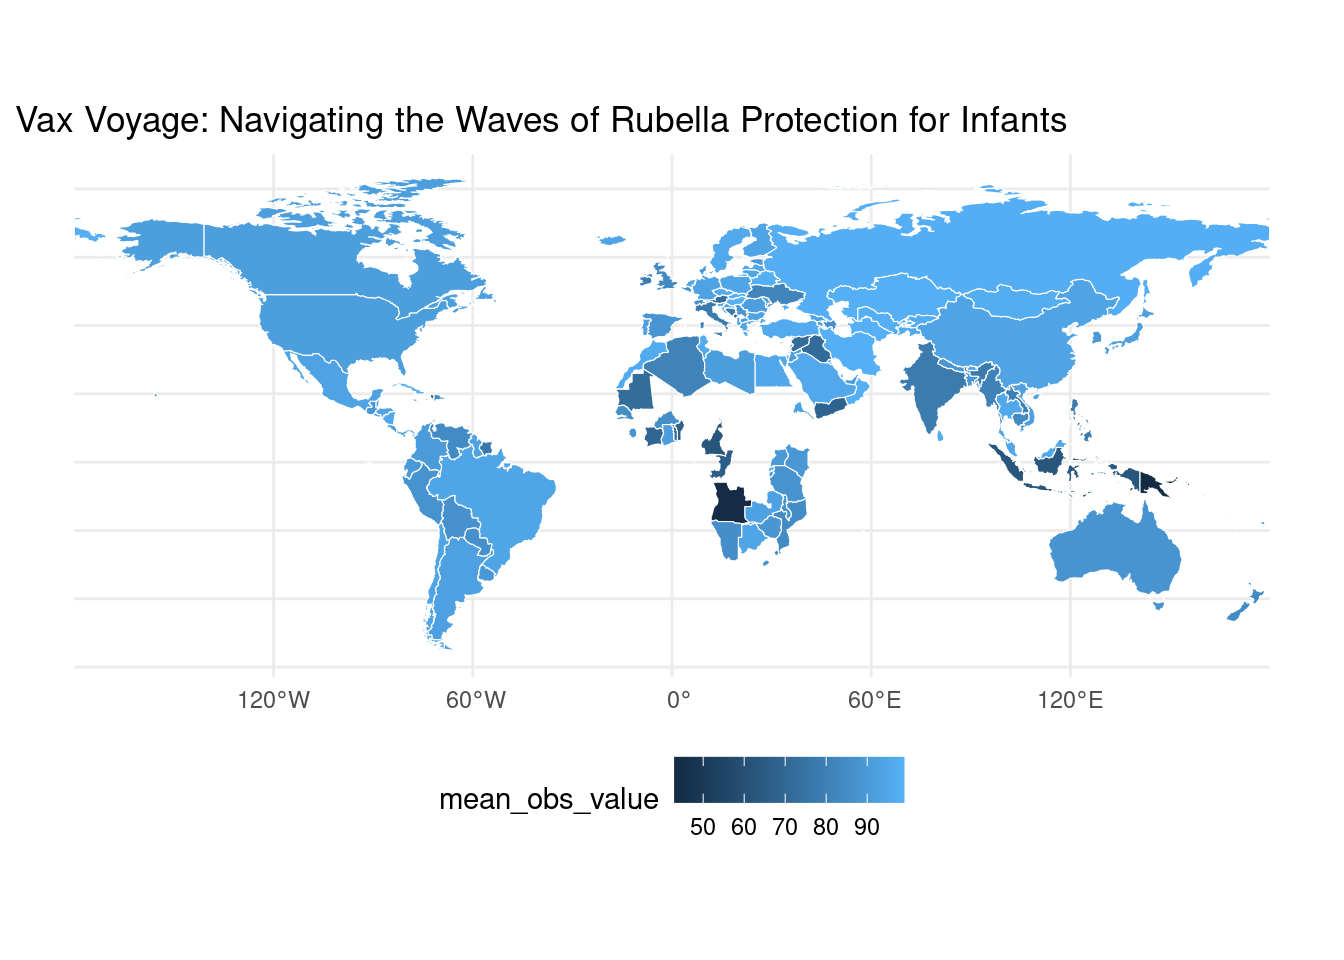 Vax Voyage: Navigating the Waves of Rubella Protection for Infants
120°W 60°W 0° 60°E 120°E
mean_obs_value
50 60 70 80 90